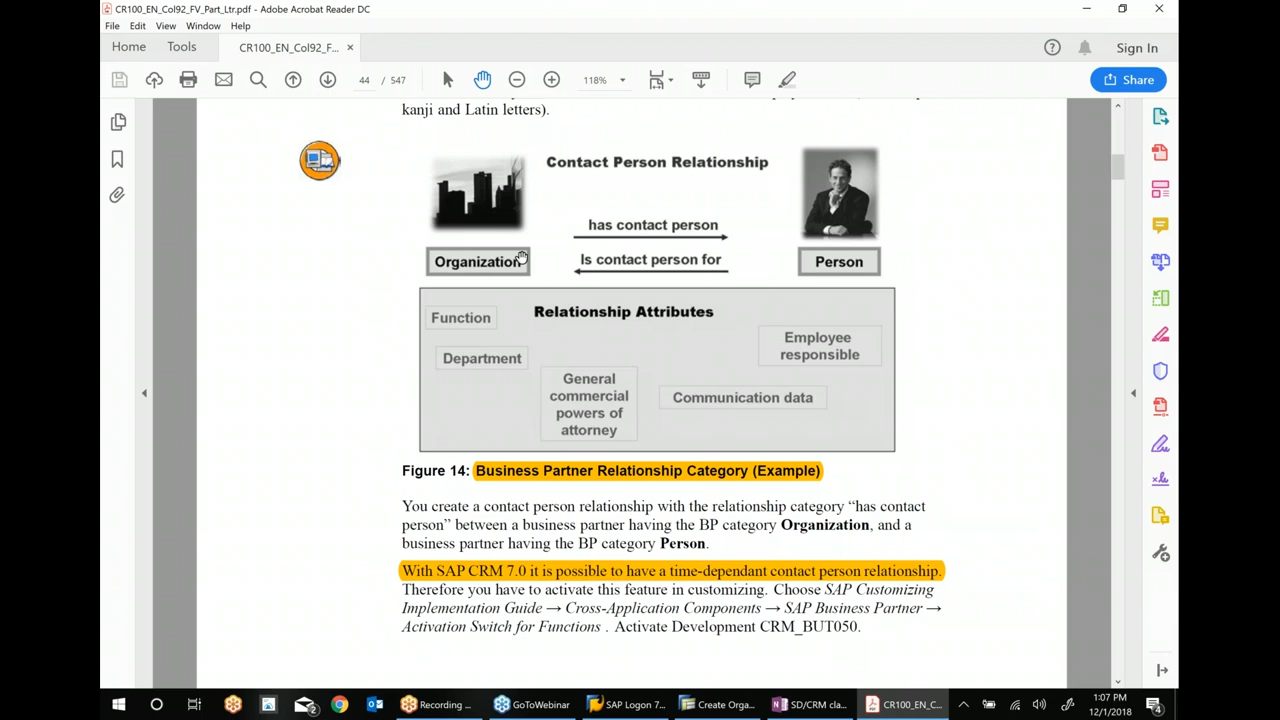 CR100_EN_Col92_FV_Part_Ltr.pdf - Adobe Acrobat Reader DC
File Edit View Window Help
Home Tools CR100_EN_Col92_F... × Sign In
44 / 547 118% Share
kanji and Latin letters).
Contact Person Relationship
has contact person
Is contact person for
Organization
Person
Relationship Attributes
Function
Department
General
commercial
powers of
attorney
Communication data
Employee
responsible
Figure 14: Business Partner Relationship Category (Example)
You create a contact person relationship with the relationship category “has contact
person” between a business partner having the BP category Organization, and a
business partner having the BP category Person.
With SAP CRM 7.0 it is possible to have a time-dependant contact person relationship.
Therefore you have to activate this feature in customizing. Choose SAP Customizing
Implementation Guide → Cross-Application Components → SAP Business Partner →
Activation Switch for Functions . Activate Development CRM_BUT050.
Recording ... GoToWebinar SAP Logon 7... Create Orga... SD/CRM cla... CR100_EN_C...
1:07 PM
12/1/2018